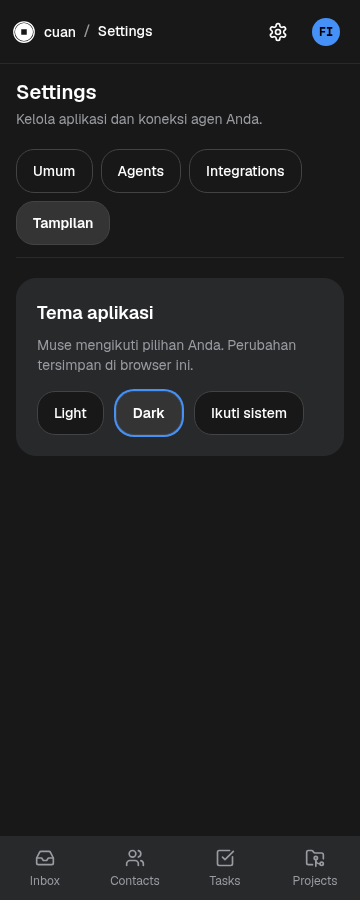 cuan / Settings
FI
Settings
Kelola aplikasi dan koneksi agen Anda.
Umum
Agents
Integrations
Tampilan
Tema aplikasi
Muse mengikuti pilihan Anda. Perubahan
tersimpan di browser ini.
Light
Dark
Ikuti sistem
Inbox
Contacts
Tasks
Projects